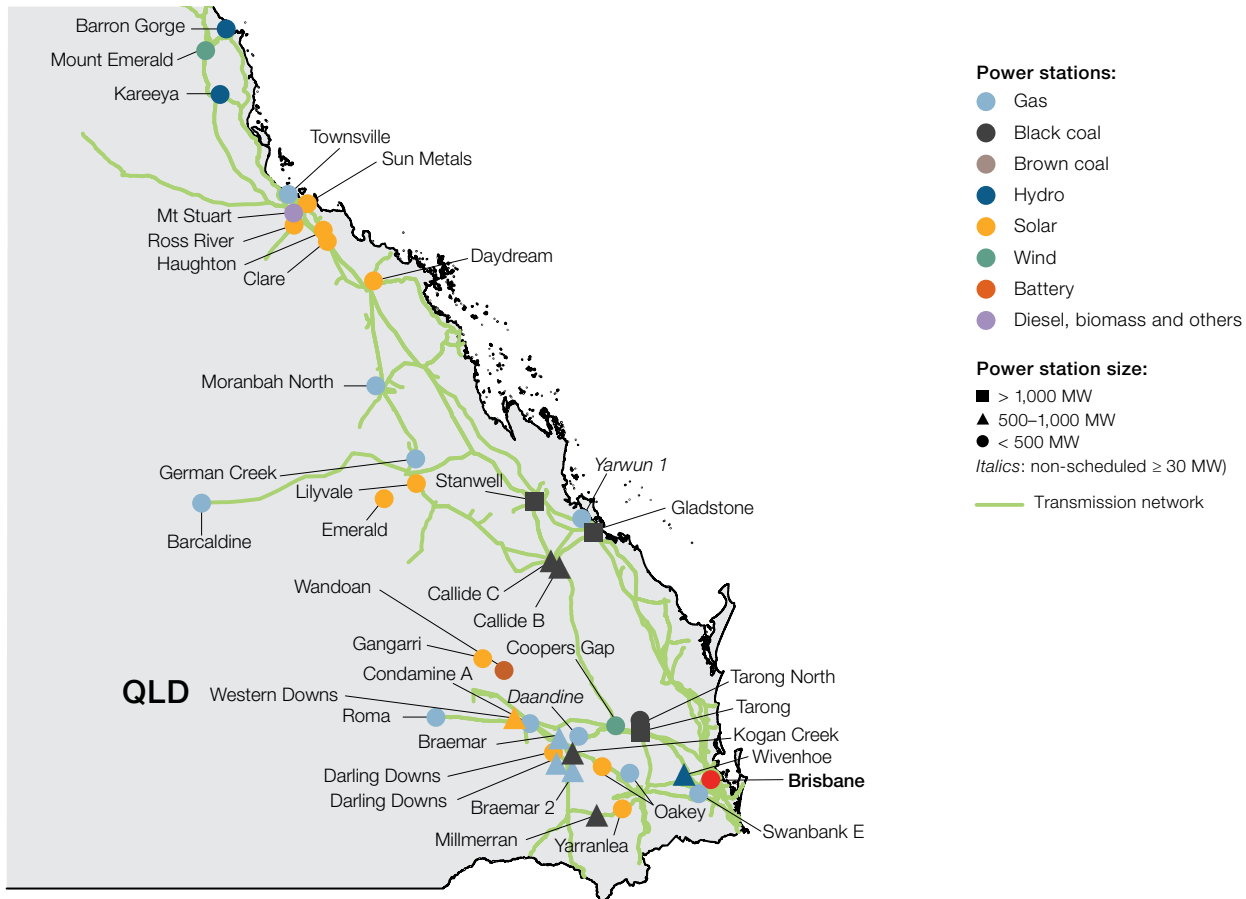 Barron Gorge
Mount Emerald
Kareeya
Townsville
Sun Metals
Mt Stuart
Ross River
Haughton
Clare
Daydream
Moranbah North
German Creek
Lilyvale
Emerald
Barcaldine
Stanwell
Yarwun 1
Gladstone
Callide C
Callide B
Wandoan
Gangarri
Condamine A
Coopers Gap
QLD
Western Downs
Daandine
Roma
Braemar
Tarong North
Tarong
Kogan Creek
Wivenhoe
Brisbane
Darling Downs
Darling Downs
Braemar 2
Oakey
Millmerran
Yarranlea
Swanbank E
Power stations:
Gas
Black coal
Brown coal
Hydro
Solar
Wind
Battery
Diesel, biomass and others
Power station size:
> 1,000 MW
500–1,000 MW
< 500 MW
Italics: non-scheduled ≥ 30 MW)
Transmission network